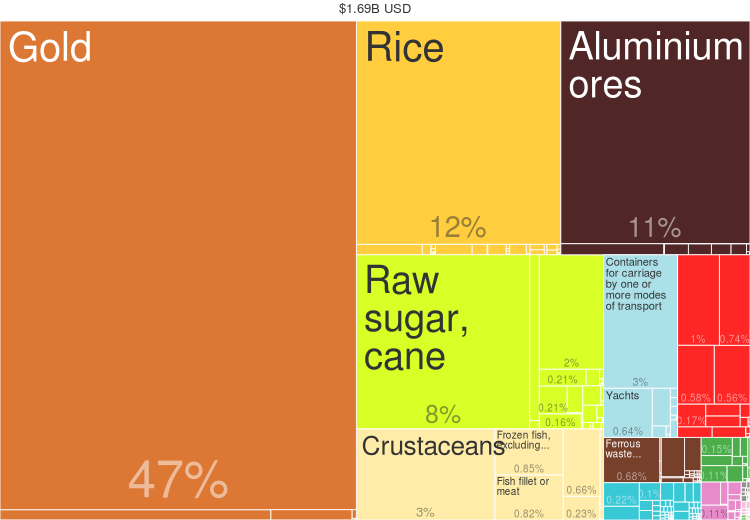 $1.69B USD
Gold
47%
Rice
12%
Aluminium
ores
11%
Raw
sugar,
cane
8%
2%
0.21%
0.21%
0.16%
Containers
for carriage
by one or
more modes
of transport
3%
Yachts
0.64%
1%
0.74%
0.58%
0.56%
0.17%
Crustaceans
3%
Frozen fish,
excluding...
0.85%
Fish fillet or
meat
0.82%
0.66%
0.23%
Ferrous
waste...
0.68%
0.22%
0.1%
0.15%
0.11%
0.11%